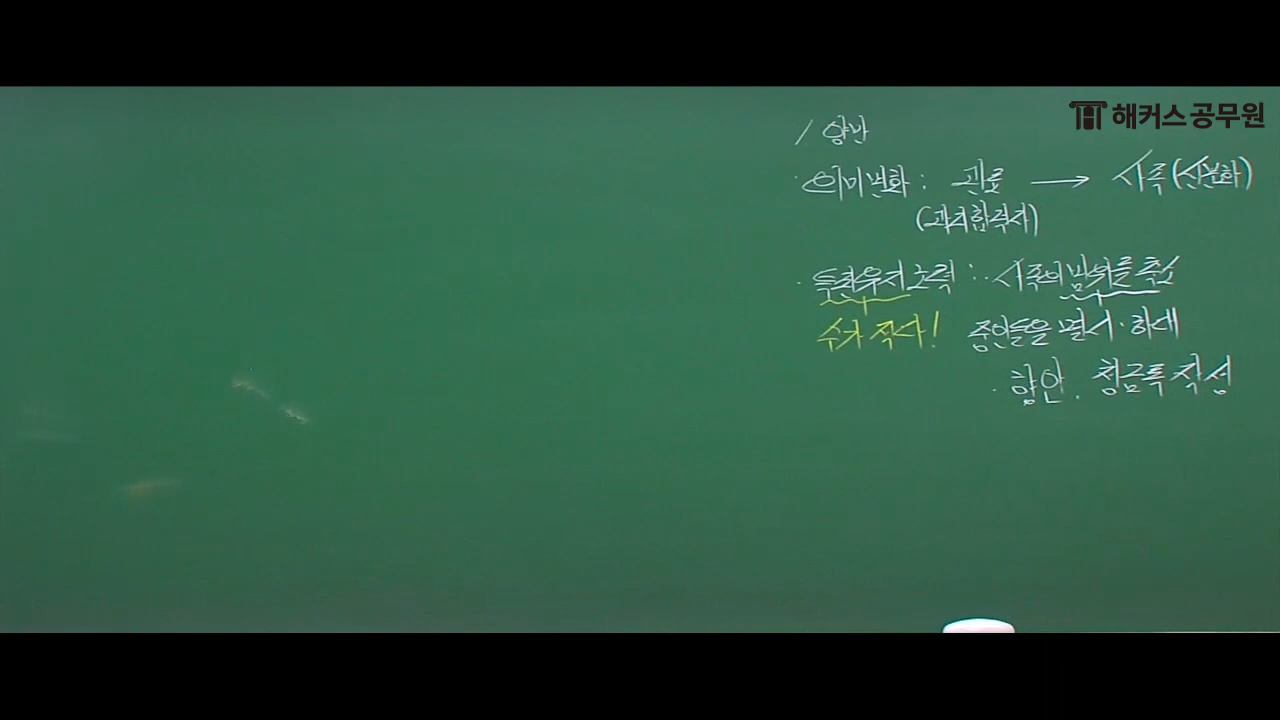 해커스공무원
/ 양반
· 의미변화 : 관료 → 사족 (신분화)
(과거합격자)
· 특권유지노력 : · 사족의 범위를 축소
수가 적다! 중인들을 멸시·하대
· 향안, 청금록 작성